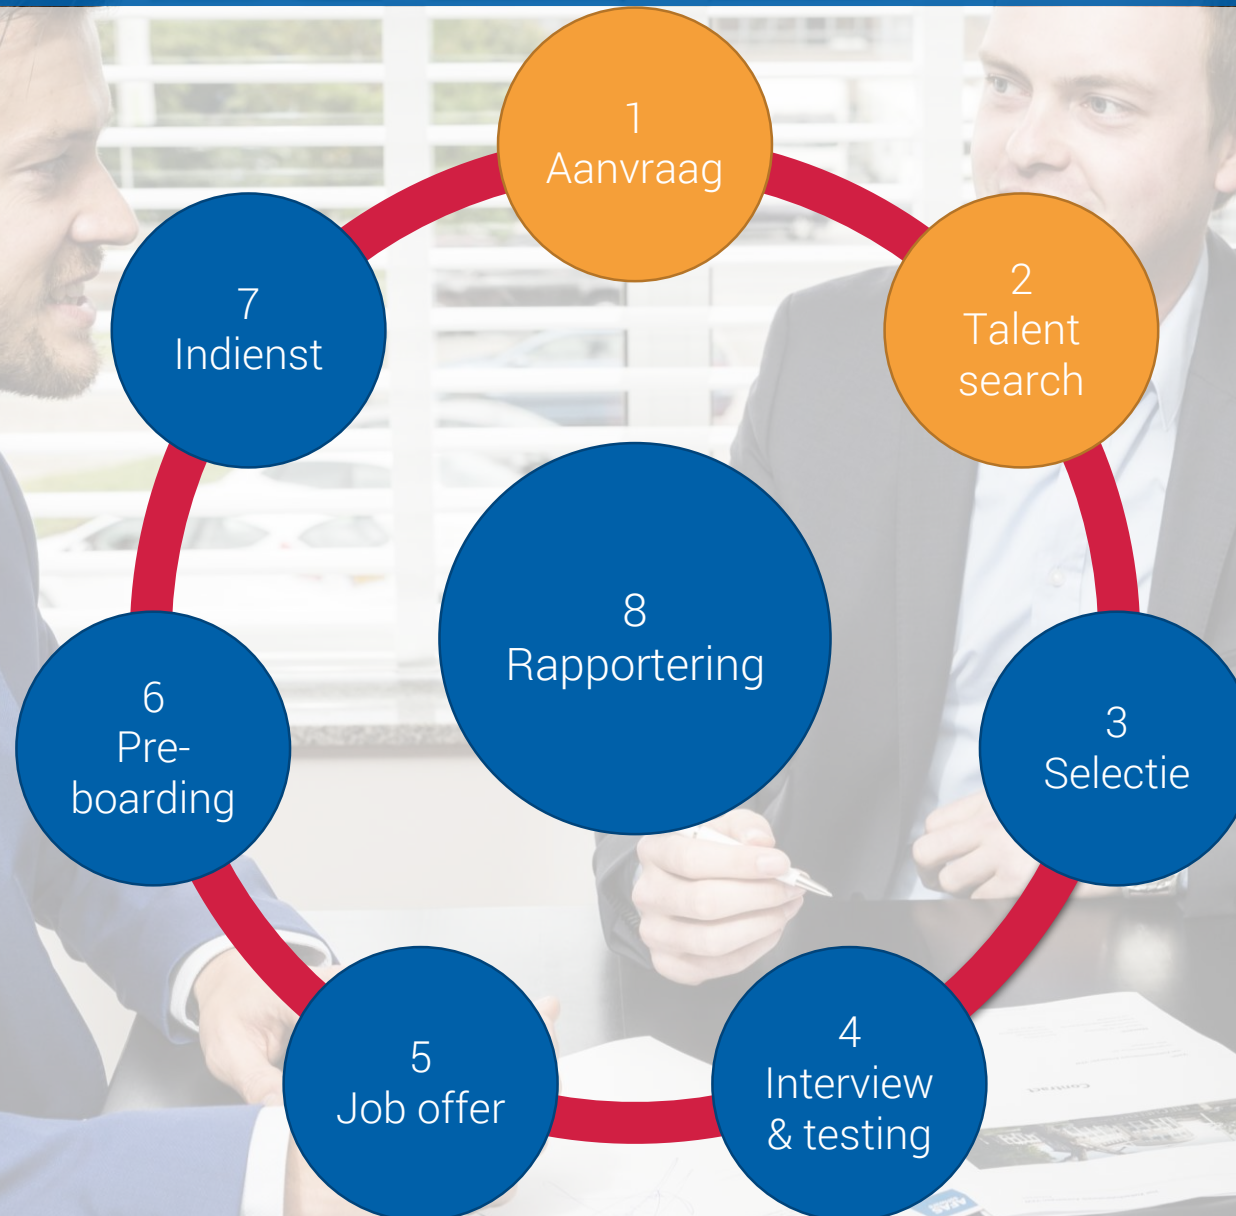 1
Aanvraag
2
Talent
search
3
Selectie
4
Interview
& testing
5
Job offer
6
Pre-
boarding
7
Indienst
8
Rapportering
Contract